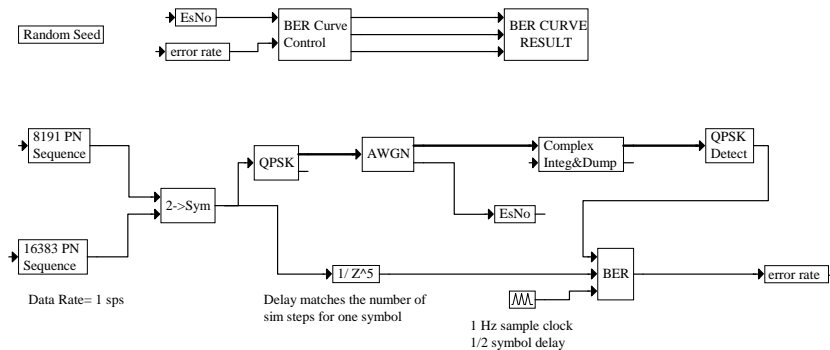 EsNo
BER Curve
Control
BER CURVE
RESULT
Random Seed
error rate
8191 PN
Sequence
QPSK
AWGN
Complex
Integ&Dump
QPSK
Detect
2->Sym
EsNo
16383 PN
Sequence
1/ Z^5
BER
error rate
Data Rate= 1 sps
Delay matches the number of
sim steps for one symbol
1 Hz sample clock
1/2 symbol delay